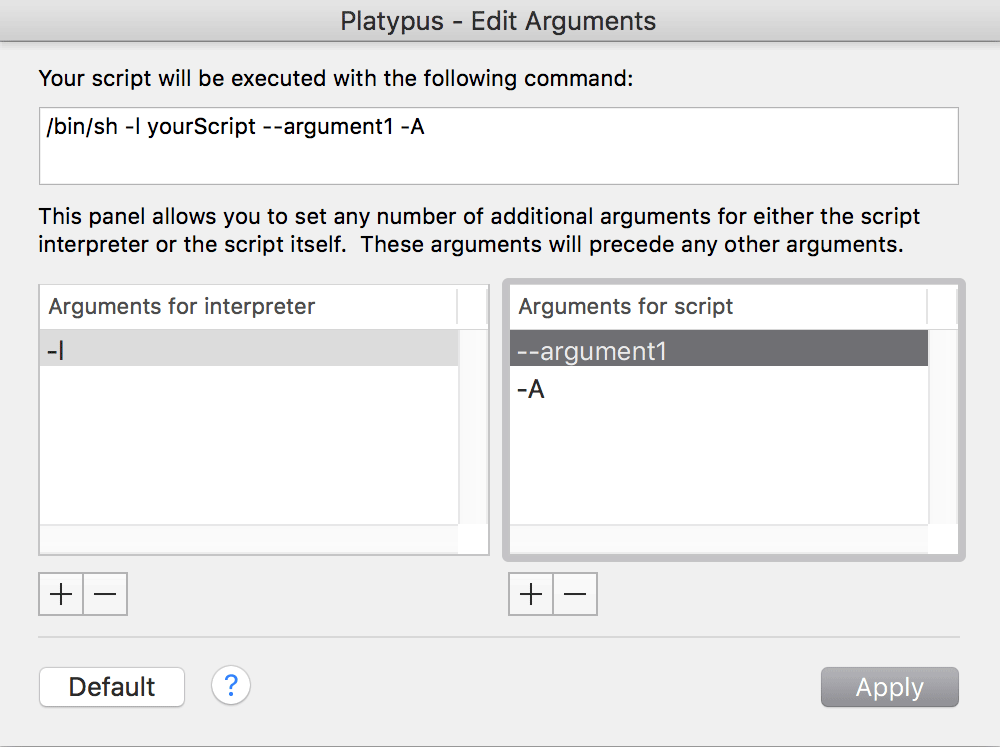 Platypus - Edit Arguments
Your script will be executed with the following command:
/bin/sh -l yourScript --argument1 -A
This panel allows you to set any number of additional arguments for either the script
interpreter or the script itself.  These arguments will precede any other arguments.
Arguments for interpreter
Arguments for script
-l
--argument1
-A
+ −
+ −
Default
?
Apply